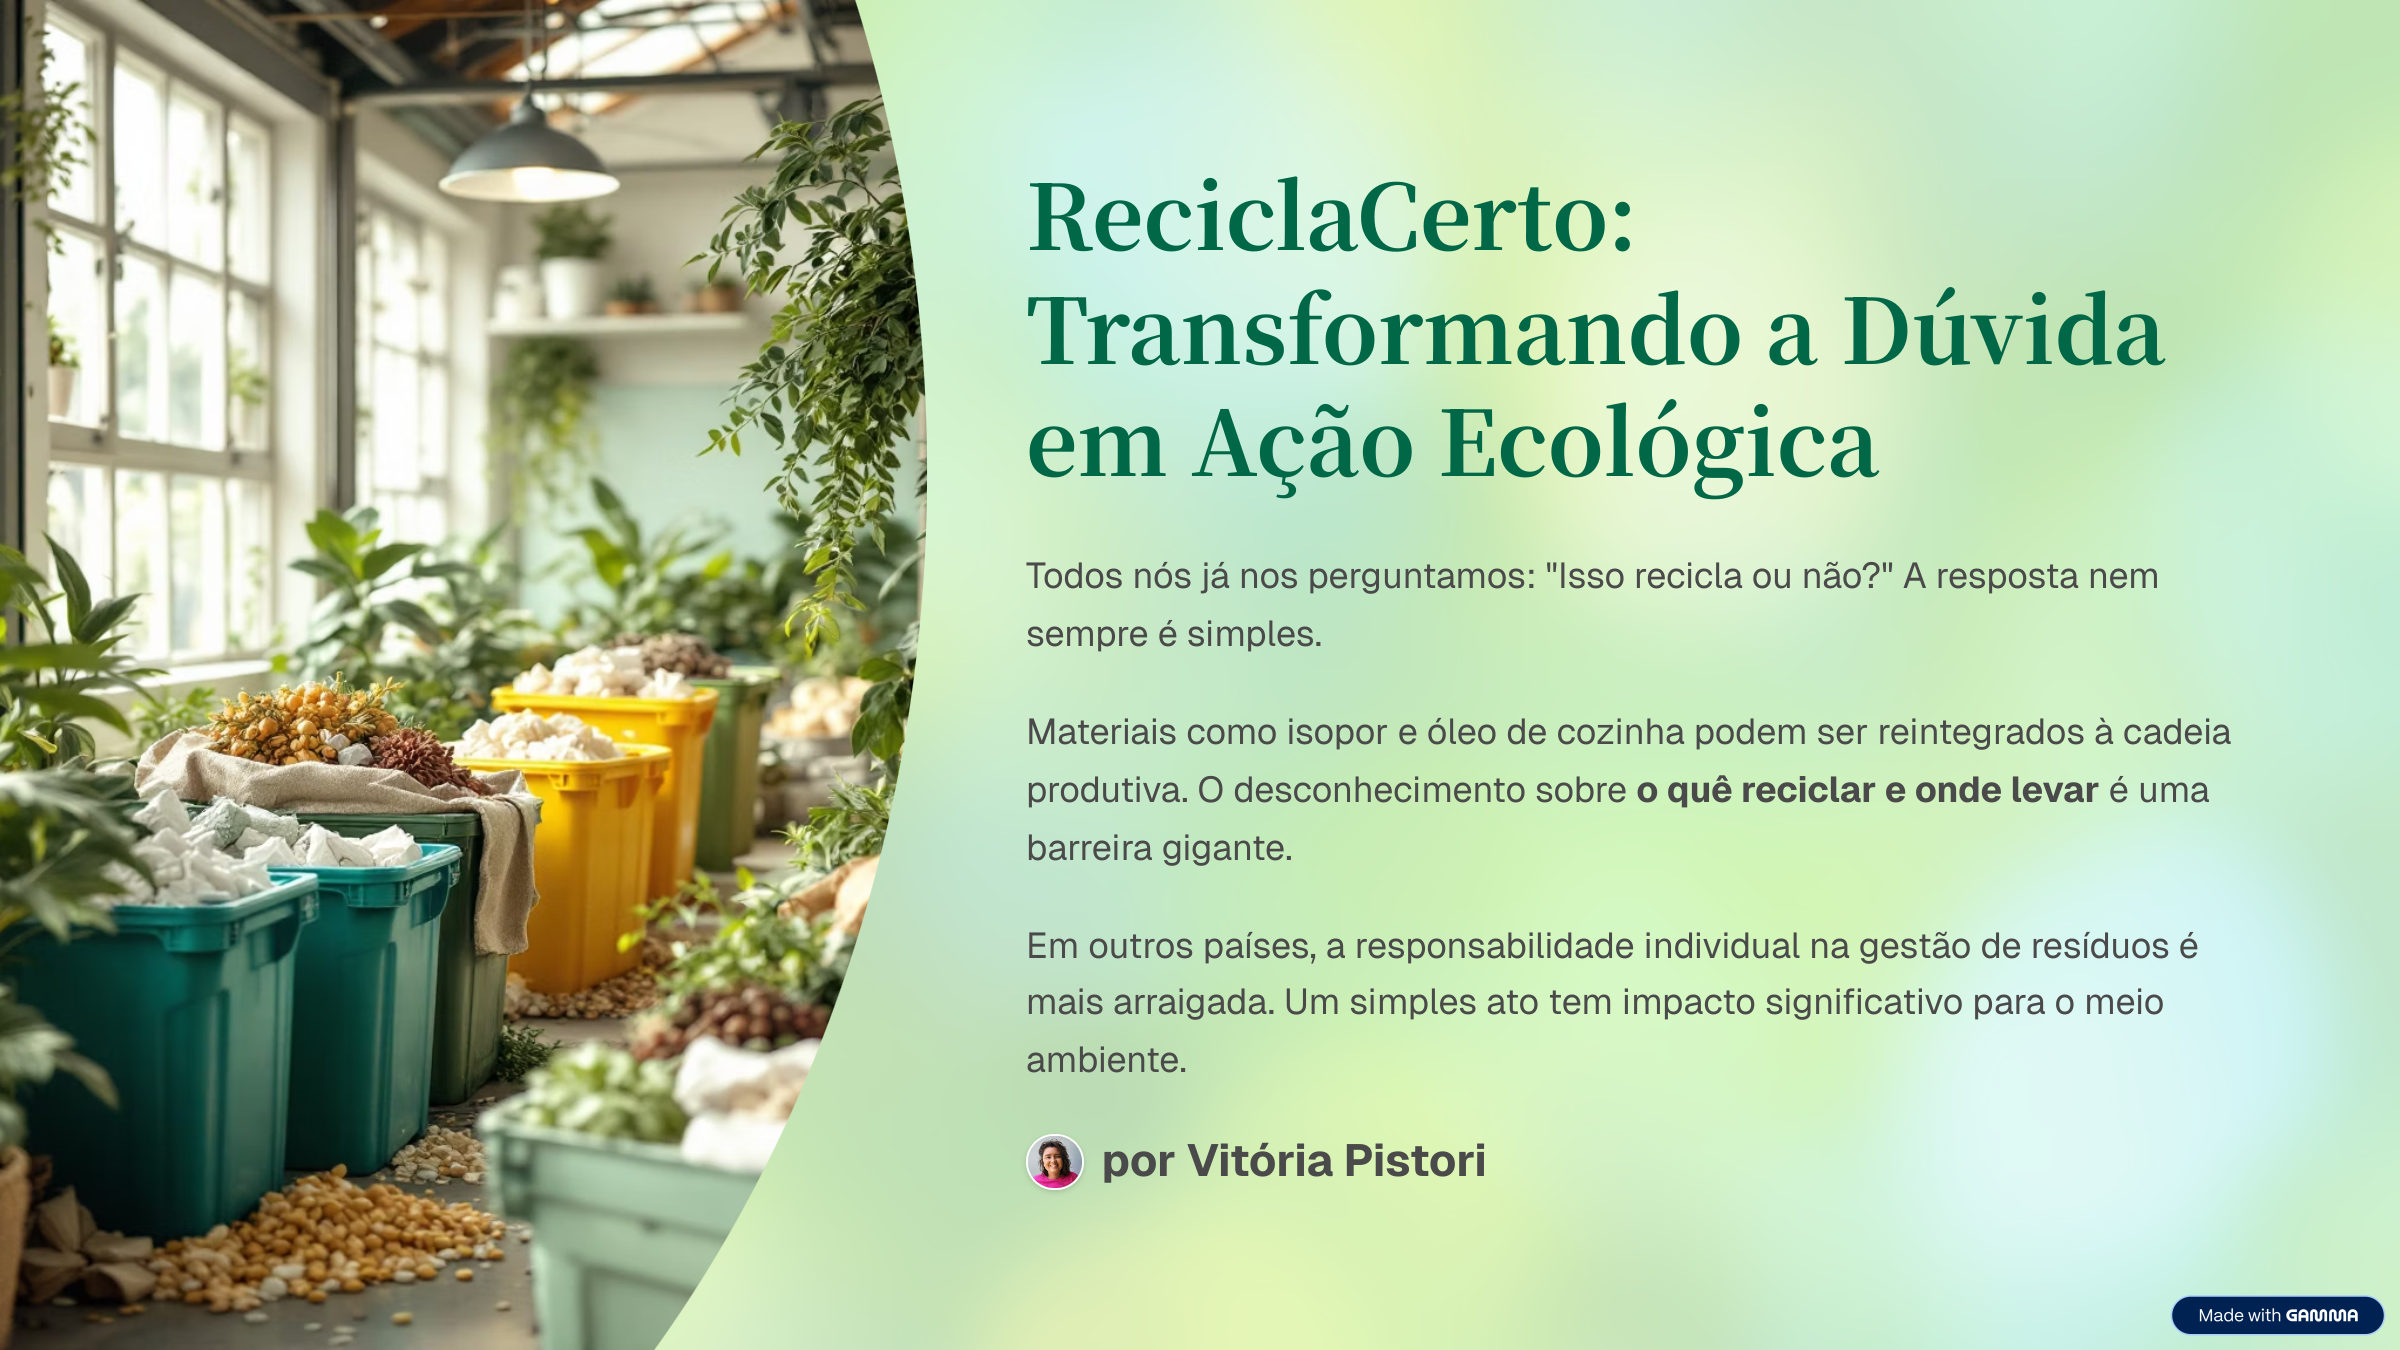 ReciclaCerto:
Transformando a Dúvida
em Ação Ecológica
Todos nós já nos perguntamos: "Isso recicla ou não?" A resposta nem
sempre é simples.
Materiais como isopor e óleo de cozinha podem ser reintegrados à cadeia
produtiva. O desconhecimento sobre o quê reciclar e onde levar é uma
barreira gigante.
Em outros países, a responsabilidade individual na gestão de resíduos é
mais arraigada. Um simples ato tem impacto significativo para o meio
ambiente.
por Vitória Pistori
Made with GAMMA